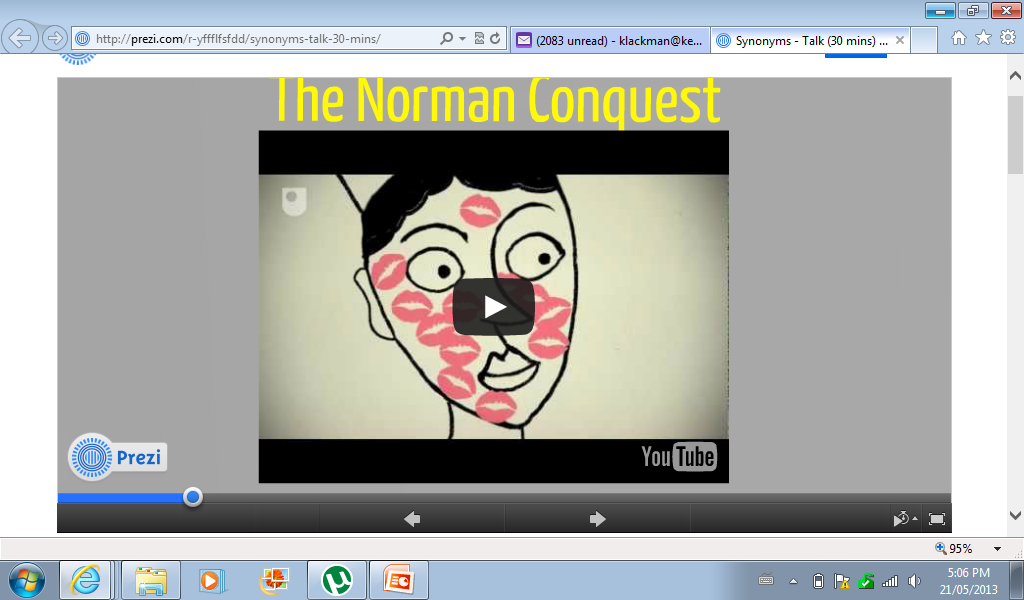 http://prezi.com/r-yffflfsfdd/synonyms-talk-30-mins/
(2083 unread) - klackman@ke...
Synonyms - Talk (30 mins) ...
The Norman Conquest
Prezi
YouTube
95%
5:06 PM
21/05/2013